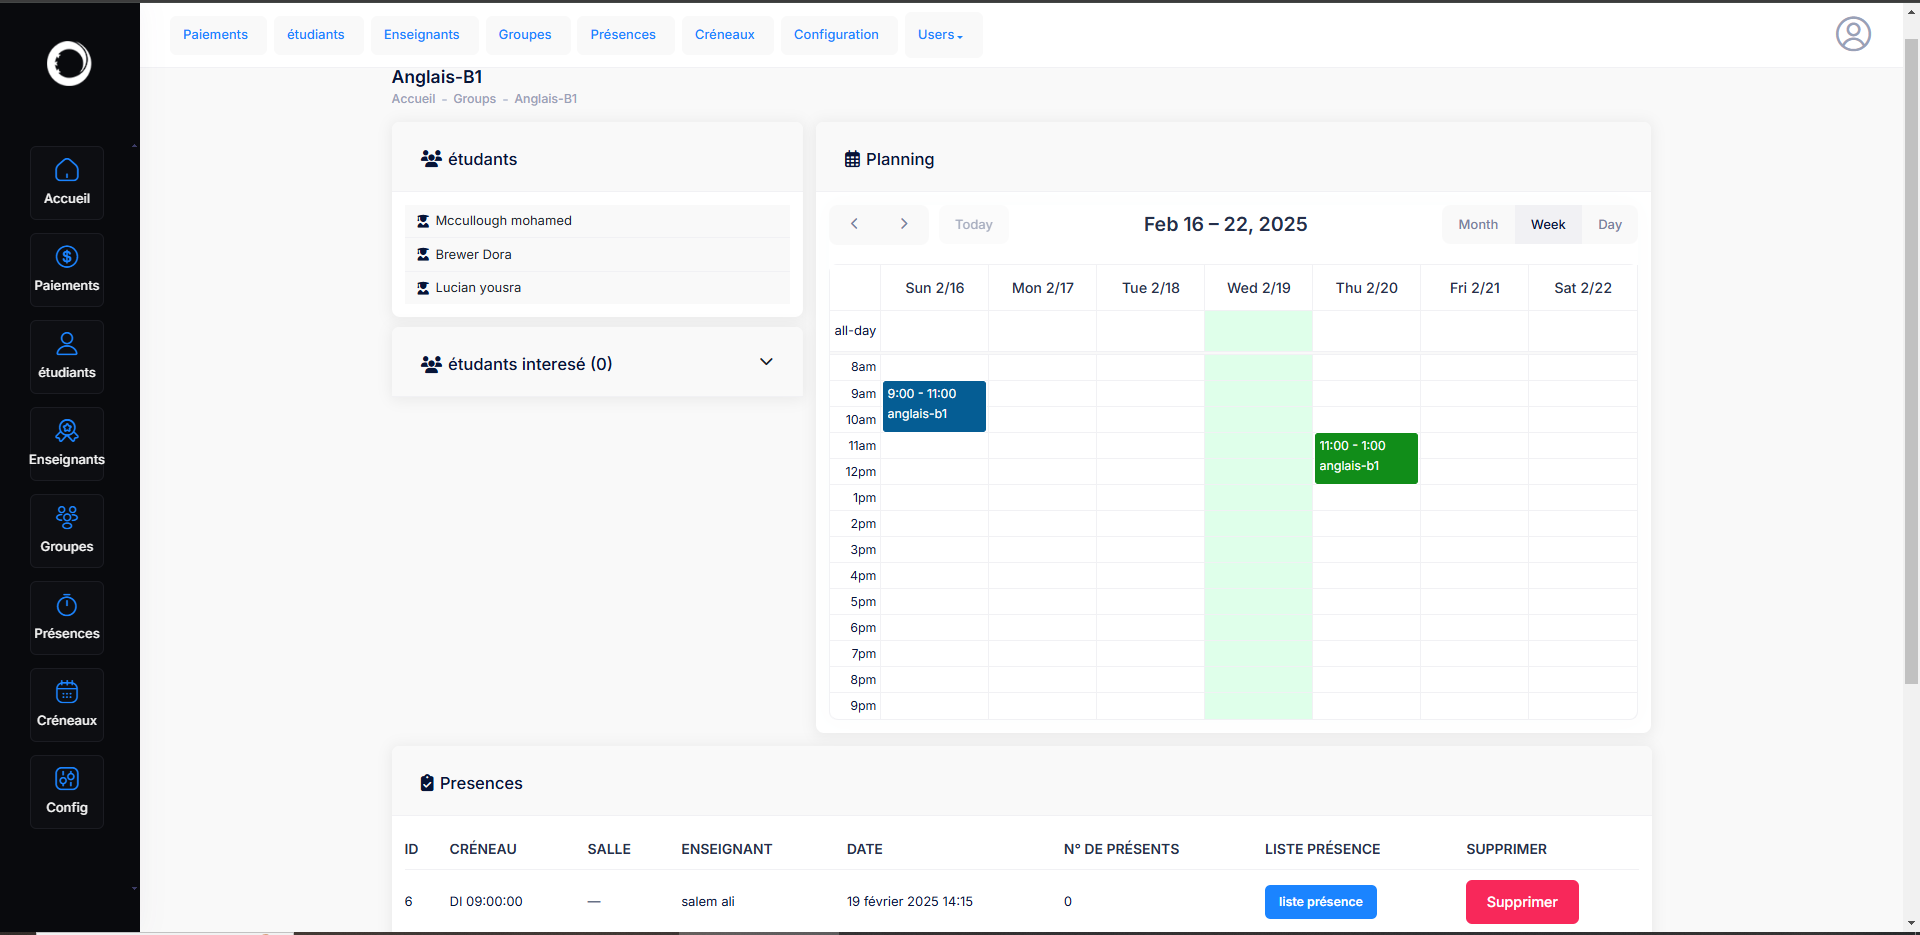 Paiements étudiants Enseignants Groupes Présences Créneaux Configuration Users
Accueil
Paiements
étudiants
Enseignants
Groupes
Présences
Créneaux
Config
Anglais-B1
Accueil - Groups - Anglais-B1
étudants
Mccullough mohamed
Brewer Dora
Lucian yousra
étudants interesé (0)
Planning
Today
Feb 16 – 22, 2025
Month Week Day
Sun 2/16 Mon 2/17 Tue 2/18 Wed 2/19 Thu 2/20 Fri 2/21 Sat 2/22
all-day
8am
9am
10am
11am
12pm
1pm
2pm
3pm
4pm
5pm
6pm
7pm
8pm
9pm
9:00 - 11:00
anglais-b1
11:00 - 1:00
anglais-b1
Presences
ID CRÉNEAU SALLE ENSEIGNANT DATE N° DE PRÉSENTS LISTE PRÉSENCE SUPPRIMER
6 DI 09:00:00 — salem ali 19 février 2025 14:15 0 liste présence Supprimer